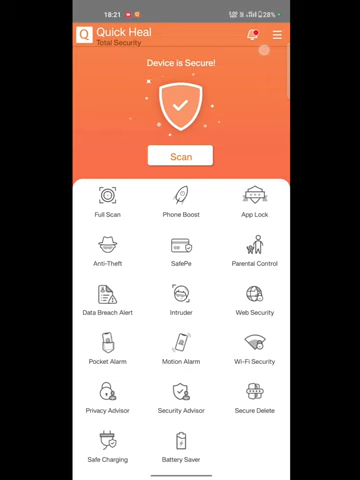 18:21
28%
Q Quick Heal
Total Security
Device is Secure!
Scan
Full Scan
Phone Boost
App Lock
Anti-Theft
SafePe
Parental Control
Data Breach Alert
Intruder
Web Security
Pocket Alarm
Motion Alarm
Wi-Fi Security
Privacy Advisor
Security Advisor
Secure Delete
Safe Charging
Battery Saver